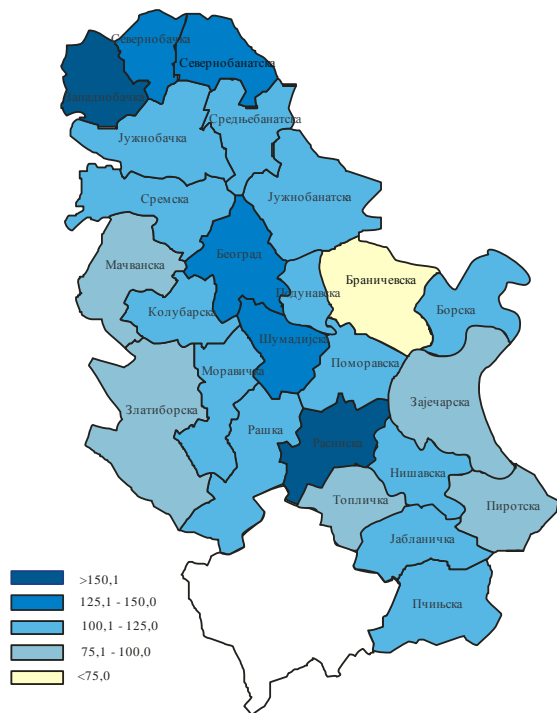 Севернобачка
Севернобанатска
Западнобачка
Средњебанатска
Јужнобачка
Сремска
Јужнобанатска
Београд
Мачванска
Браничевска
Подунавска
Колубарска
Борска
Шумадијска
Поморавска
Моравичка
Златиборска
Зајечарска
Рашка
Расинска
Нишавска
Топличка
Пиротска
Јабланичка
Пчињска
>150,1
125,1 - 150,0
100,1 - 125,0
75,1 - 100,0
<75,0